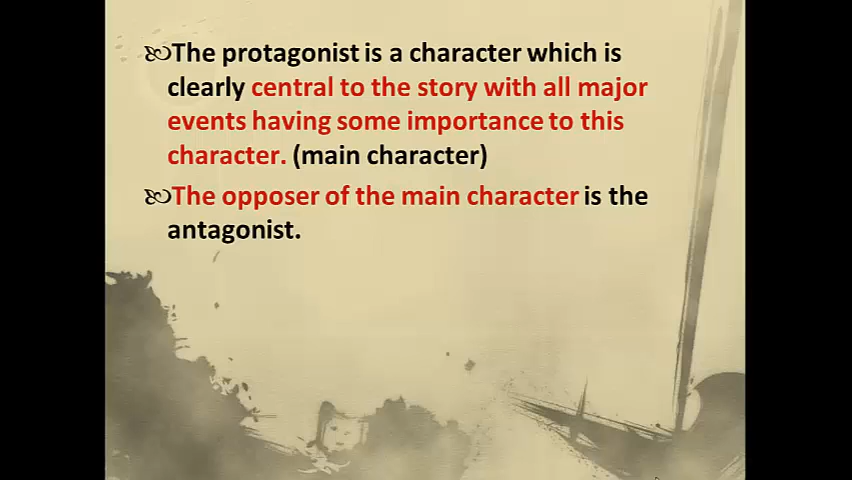 The protagonist is a character which is
clearly central to the story with all major
events having some importance to this
character. (main character)
The opposer of the main character is the
antagonist.